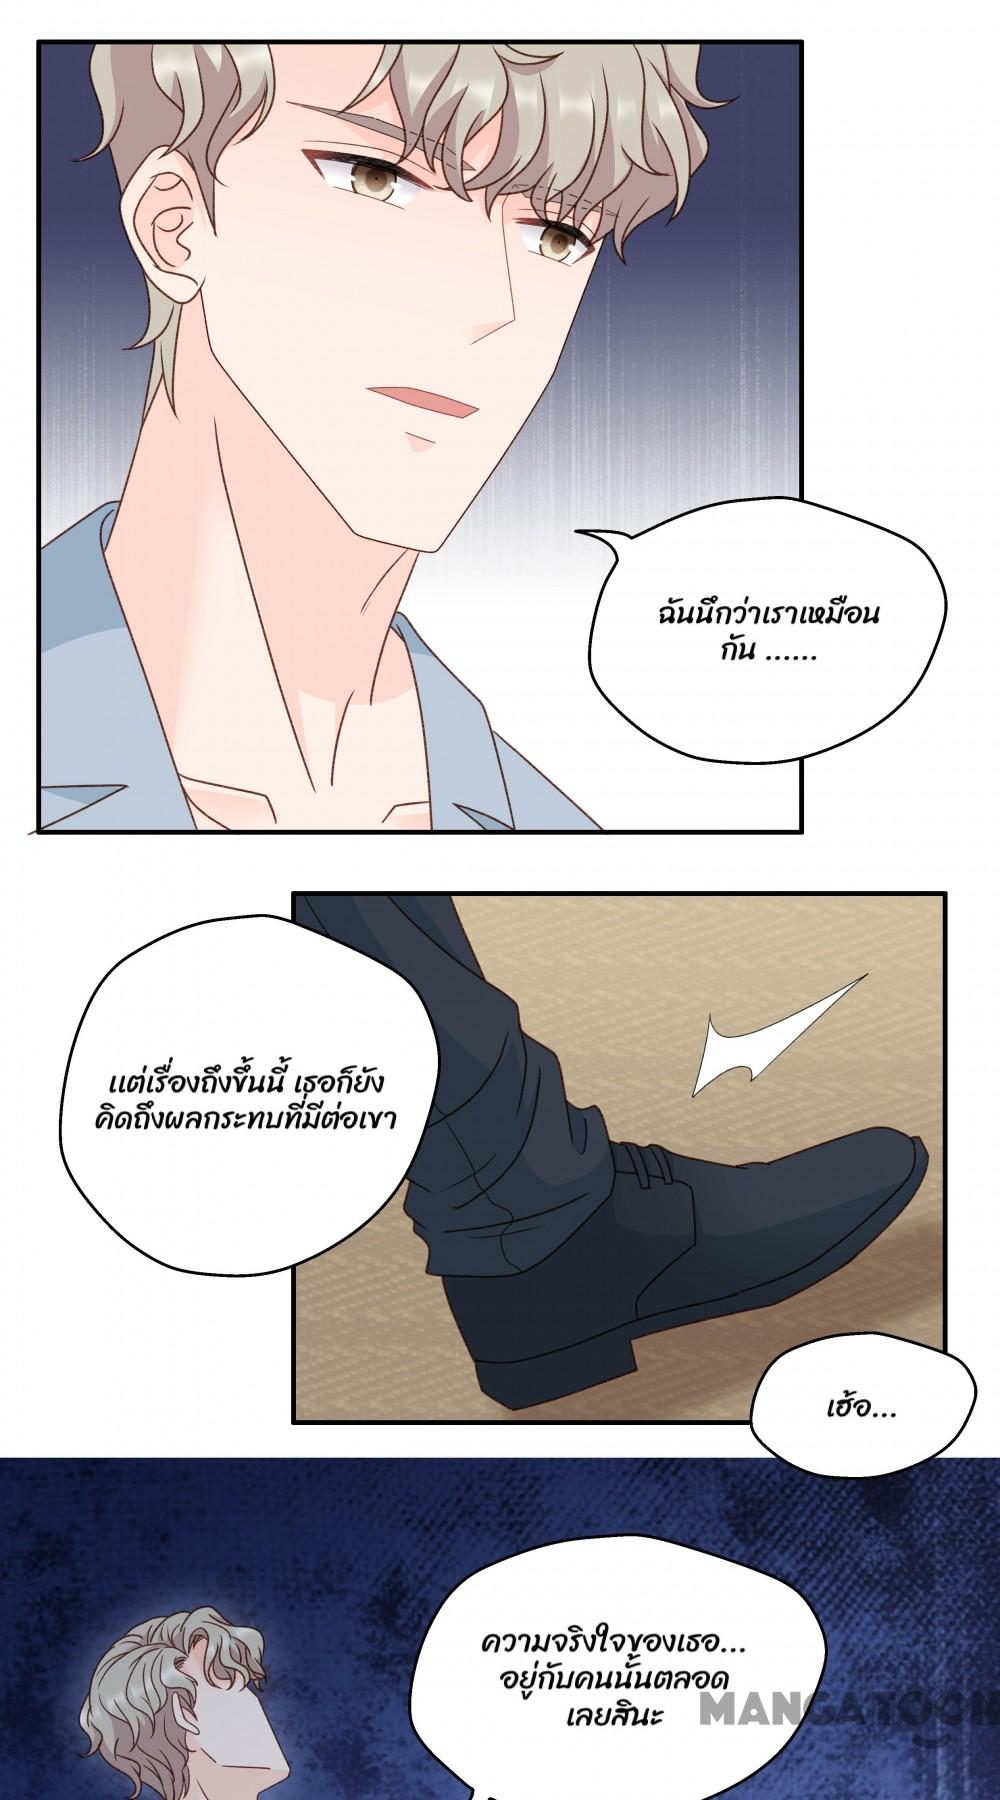 ฉันนึกว่าเราเหมือน
กัน ......
แต่เรื่องถึงขึ้นนี้ เธอก็ยัง
คิดถึงผลกระทบที่มีต่อเขา
เฮ้อ...
ความจริงใจของเธอ...
อยู่กับคนนั้นตลอด
เลยสินะ
MANGATOON